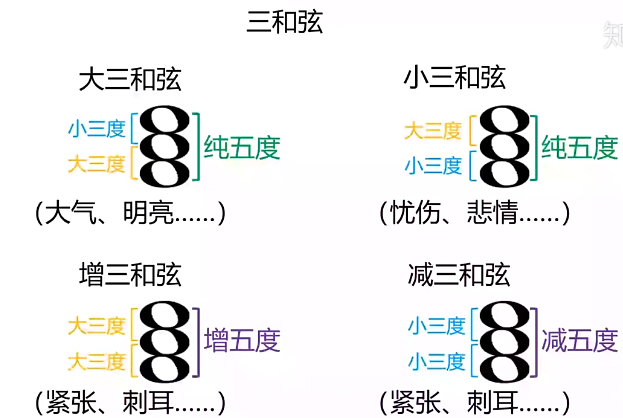 三和弦
知
大三和弦
小三度
大三度
纯五度
(大气、明亮……)
小三和弦
大三度
小三度
纯五度
(忧伤、悲情……)
增三和弦
大三度
大三度
增五度
(紧张、刺耳……)
减三和弦
小三度
小三度
减五度
(紧张、刺耳……)